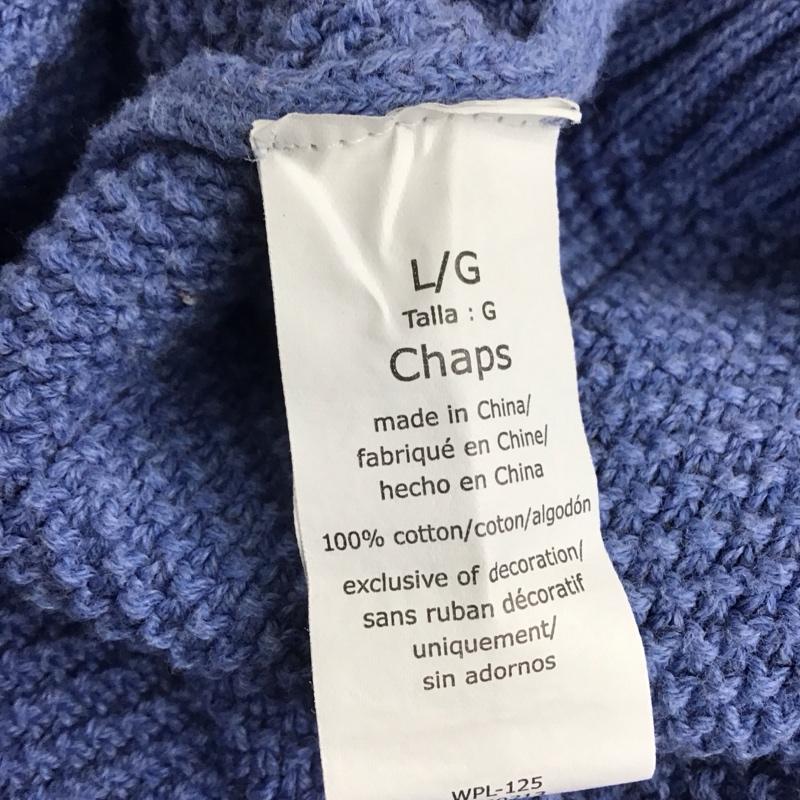 L/G
Talla : G
Chaps
made in China/
fabriqué en Chine/
hecho en China
100% cotton/coton/algodón
exclusive of decoration/
sans ruban décoratif
uniquement/
sin adornos
WPL-125